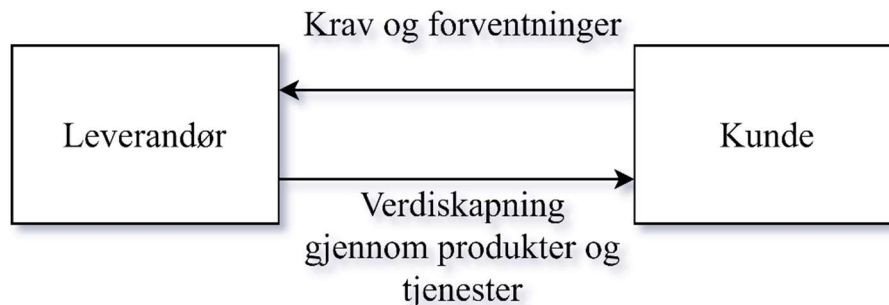 Krav og forventninger
Leverandør
Kunde
Verdiskapning
gjennom produkter og
tjenester